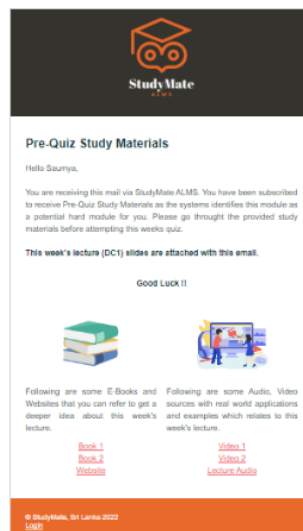 StudyMate
ALMS
Pre-Quiz Study Materials
Hello Saumya,
You are receiving this mail via StudyMate ALMS. You have been subscribed
to receive Pre-Quiz Study Materials as the systems identifies this module as
a potential hard module for you. Please go throught the provided study
materials before attempting this weeks quiz.
This week's lecture (DC1) slides are attached with this email.
Good Luck !!
Following are some E-Books and
Websites that you can refer to get a
deeper idea about this week's
lecture.
Book 1
Book 2
Website
Following are some Audio, Video
sources with real world applications
and examples which relates to this
week's lecture.
Video 1
Video 2
Lecture Audio
© StudyMate, Sri Lanka 2022
Login